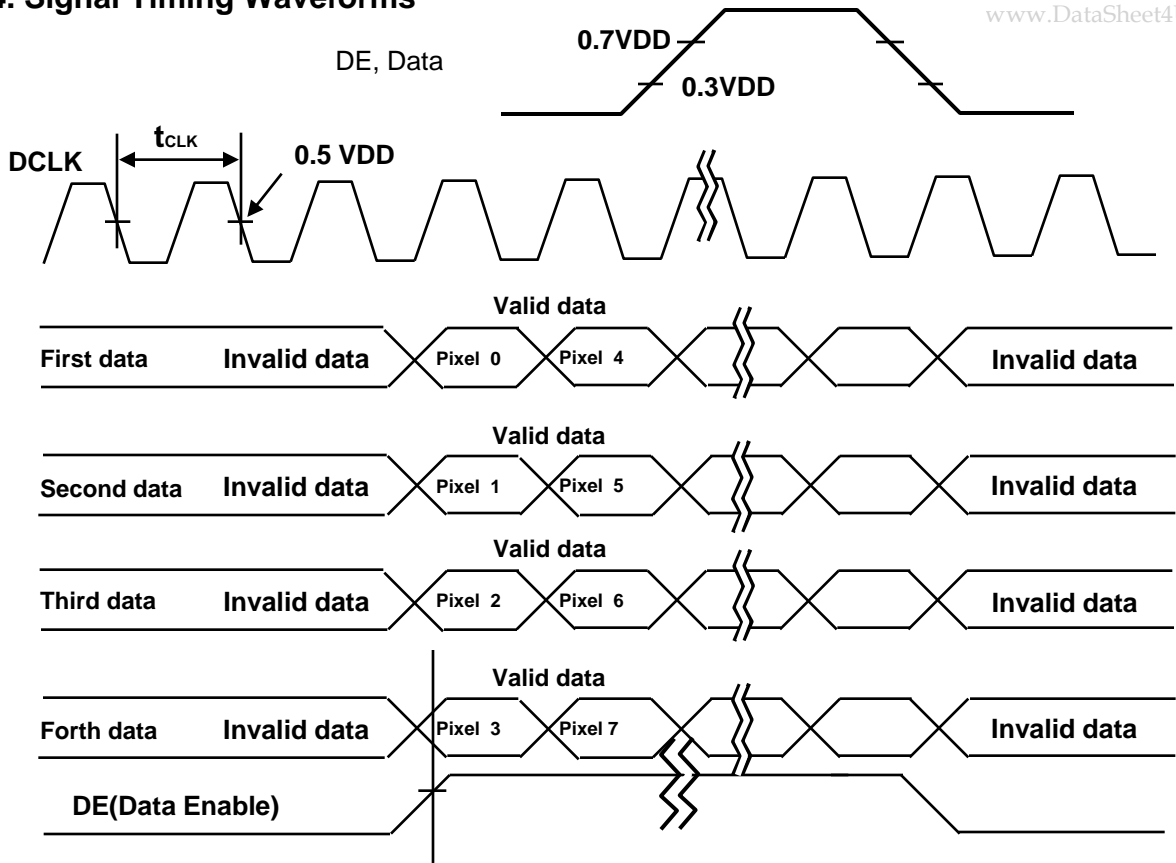 4. Signal Timing Waveforms
www.DataSheet4
0.7VDD
DE, Data
0.3VDD
DCLK
tCLK
0.5 VDD
Valid data
First data Invalid data Pixel 0 Pixel 4 Invalid data
Valid data
Second data Invalid data Pixel 1 Pixel 5 Invalid data
Valid data
Third data Invalid data Pixel 2 Pixel 6 Invalid data
Valid data
Forth data Invalid data Pixel 3 Pixel 7 Invalid data
DE(Data Enable)